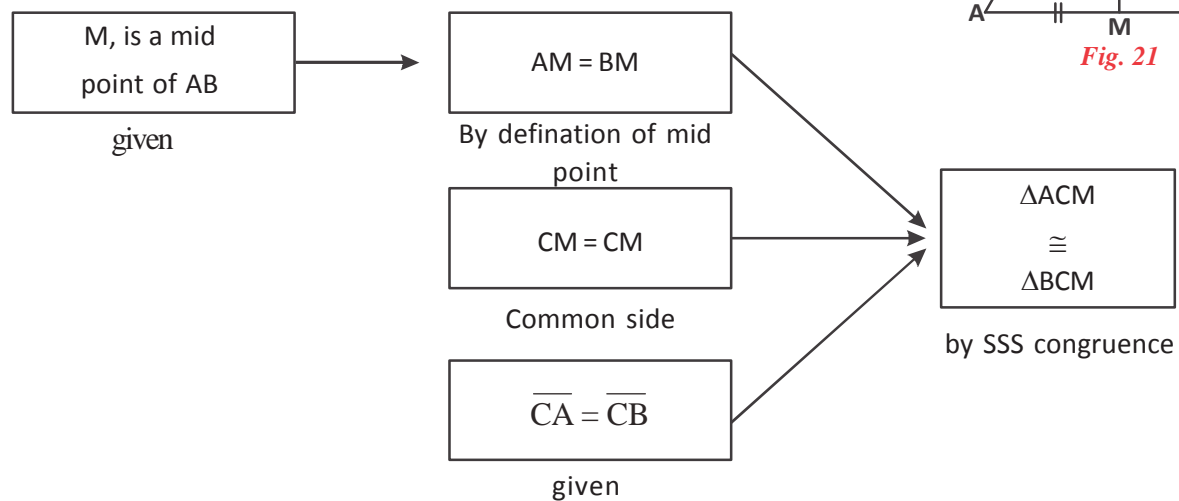 A
M
Fig. 21
M, is a mid
point of AB
given
AM = BM
By defination of mid
point
CM = CM
Common side
CA = CB
given
ΔACM
≅
ΔBCM
by SSS congruence